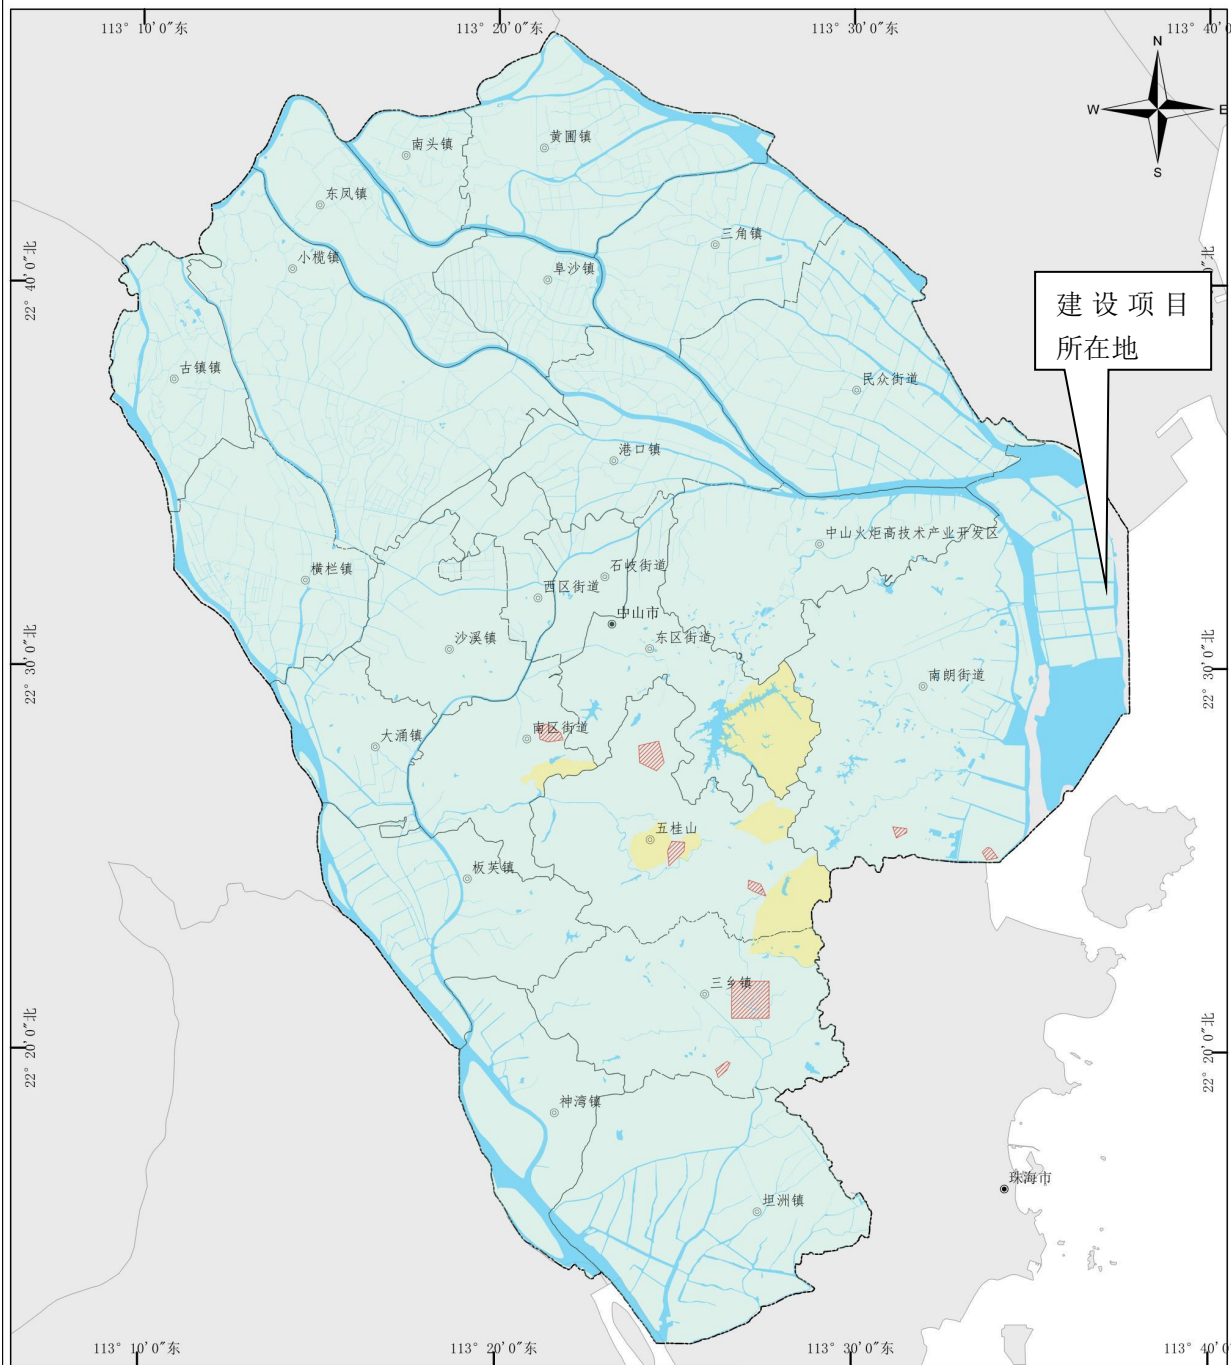 113° 10'0"东
113° 20'0"东
113° 30'0"东
113° 40'0
N
W
E
S
南头镇
黄圃镇
东凤镇
三角镇
小榄镇
阜沙镇
22° 40'0"北
0"北
建设项目
所在地
古镇镇
民众街道
港口镇
中山火炬高技术产业开发区
横栏镇
石岐街道
西区街道
中山市
沙溪镇
东区街道
22° 30'0"北
22° 30'0"北
南朗街道
大涌镇
南区街道
五桂山
板芙镇
三乡镇
22° 20'0"北
22° 20'0"北
神湾镇
珠海市
坦洲镇
113° 10'0"东
113° 20'0"东
113° 30'0"东
113° 40'0